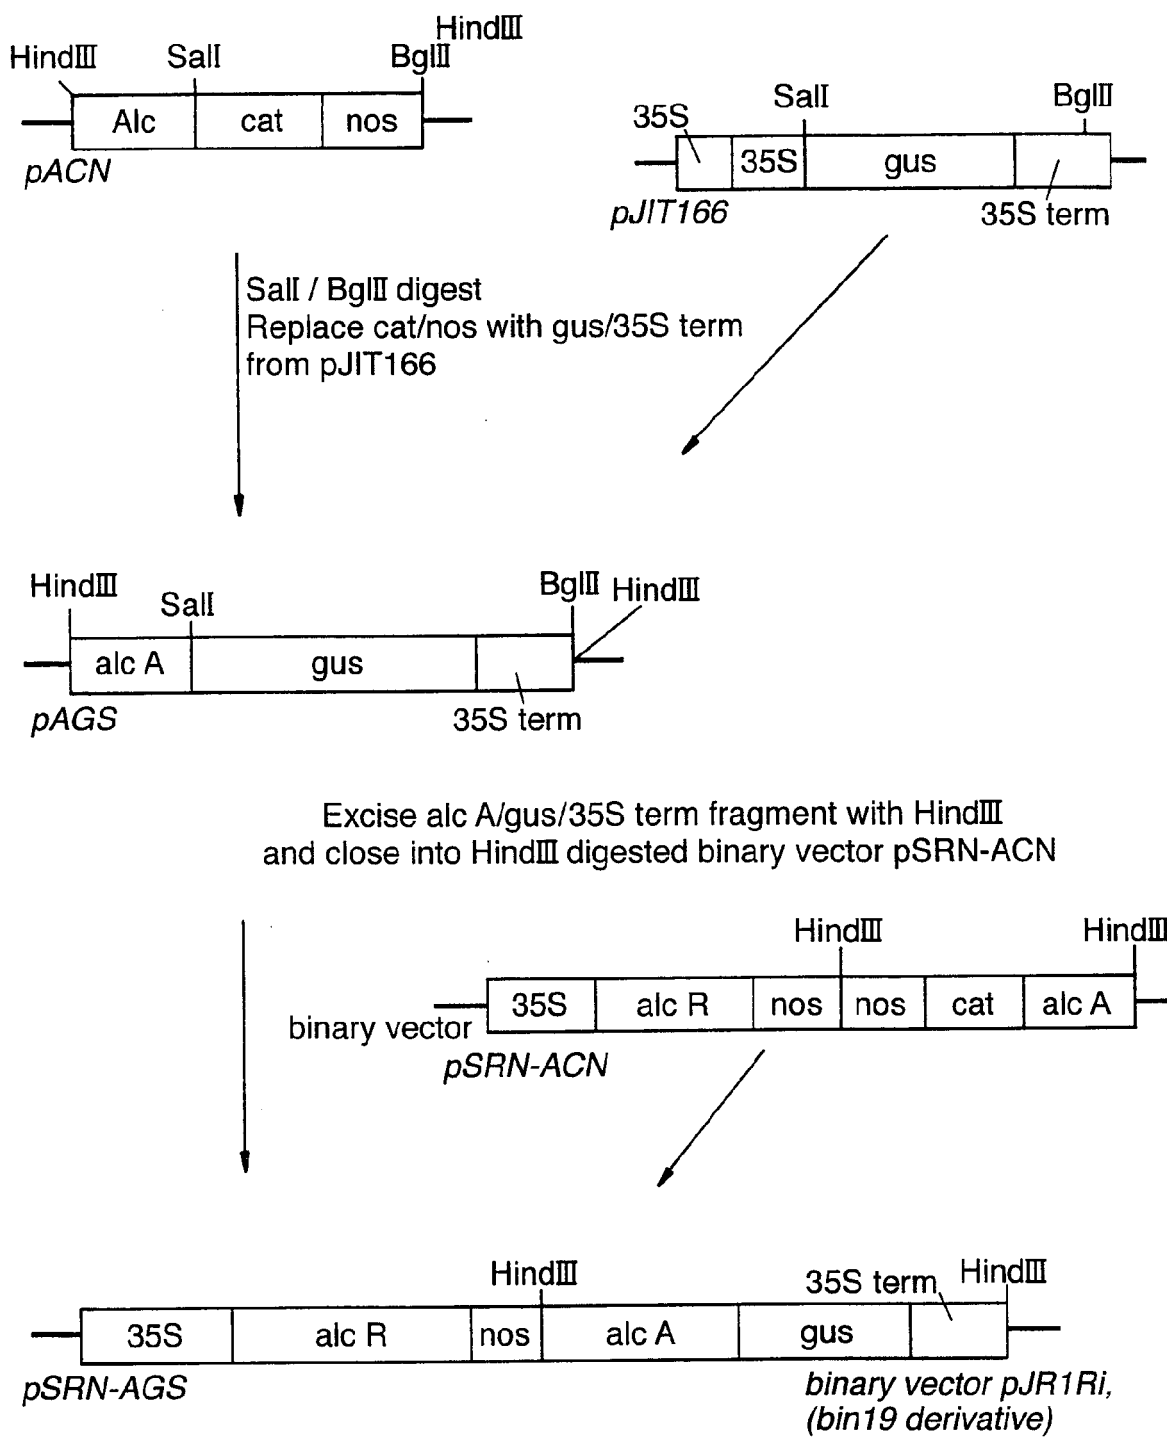 HindⅢ
HindⅢ SalI BglⅡ
Alc cat nos
pACN
SalI BglⅡ
35S
35S gus
pJIT166 35S term
SalI / BglⅡ digest
Replace cat/nos with gus/35S term
from pJIT166
HindⅢ SalI BglⅡ HindⅢ
alc A gus
pAGS 35S term
Excise alc A/gus/35S term fragment with HindⅢ
and close into HindⅢ digested binary vector pSRN-ACN
HindⅢ HindⅢ
35S alc R nos nos cat alc A
binary vector
pSRN-ACN
HindⅢ 35S term HindⅢ
35S alc R nos alc A gus
pSRN-AGS binary vector pJR1Ri,
(bin19 derivative)